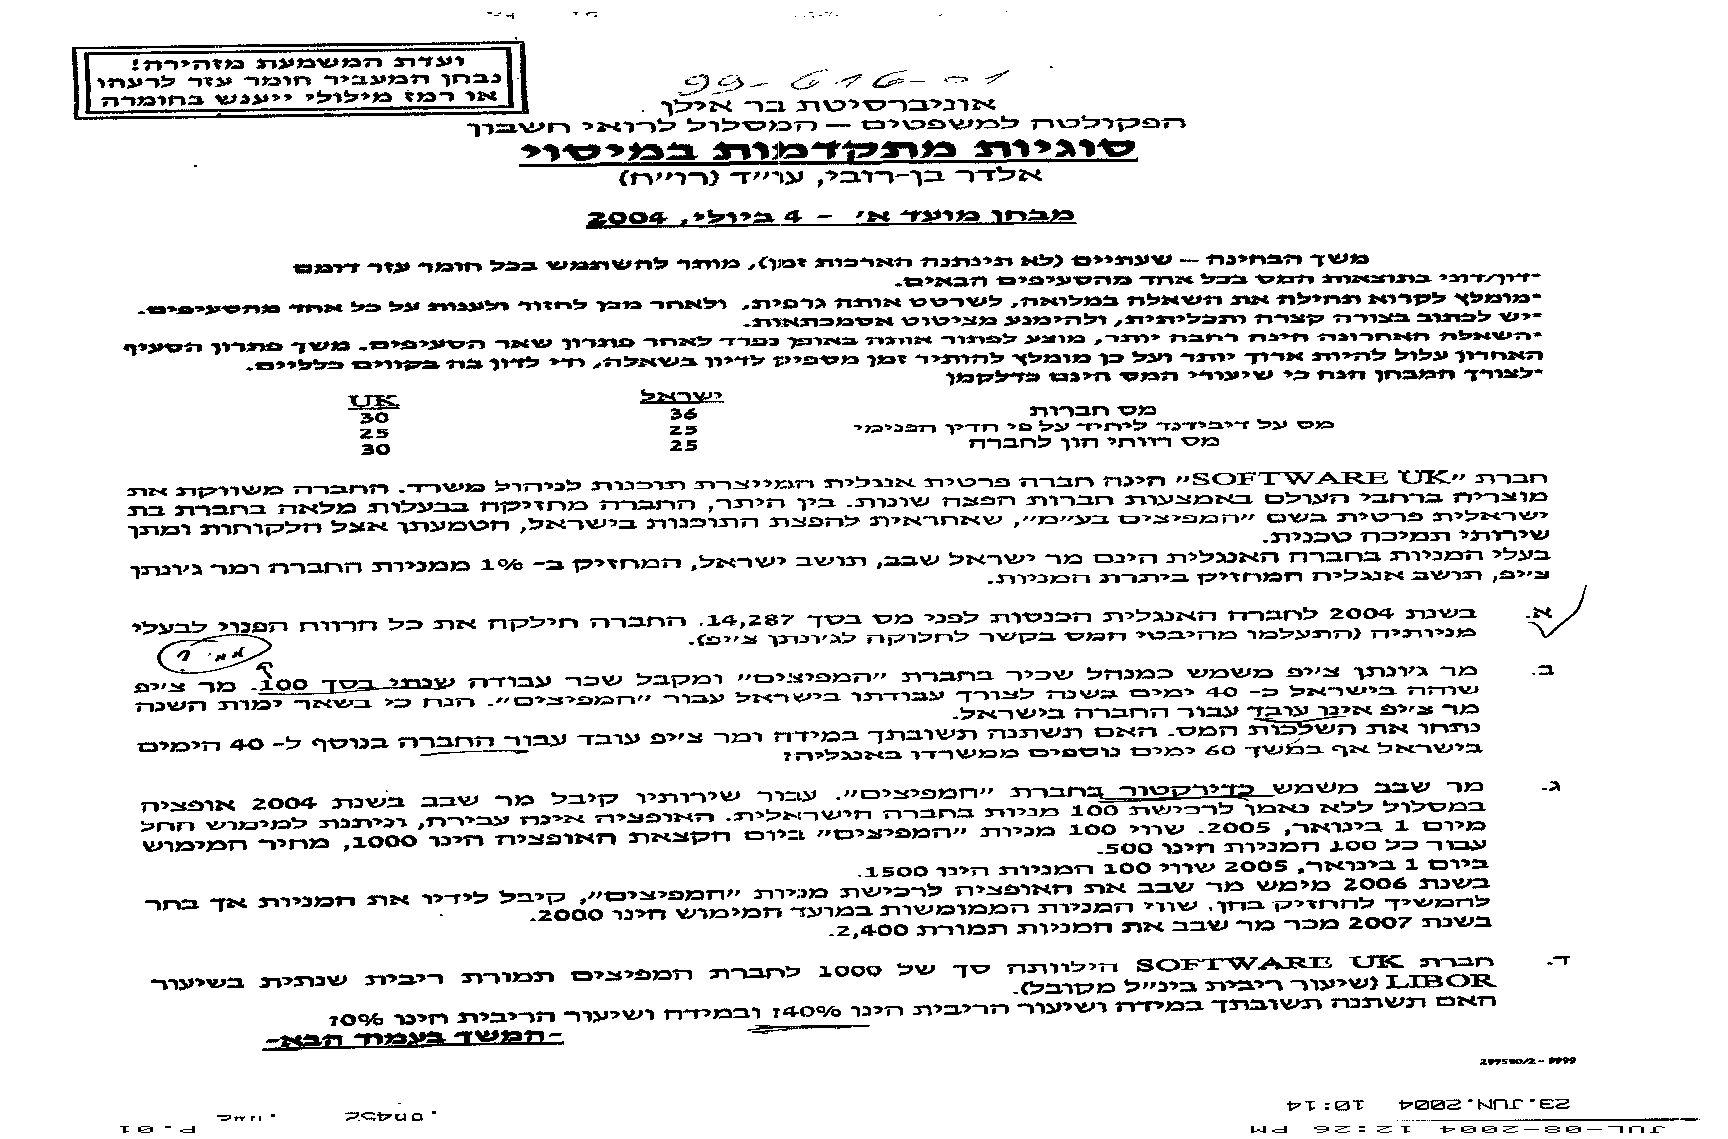 ועדת המשמעת מזהירה!
נבחן המעביר חומר עזר לרעהו
או רמז מילולי ייענש בחומרה
99-616-01
אוניברסיטת בר אילן
הפקולטה למשפטים – המסלול לרואי חשבון
סוגיות מתקדמות במיסוי
אלדר בן-רובי, עו״ד (רו״ח)
מבחן מועד א׳ - 4 ביולי, 2004
משך הבחינה – שעתיים (לא תינתנה הארכות זמן), מותר להשתמש בכל חומר עזר דומם
-דון/דוני בתוצאות המס בכל אחד מהסעיפים הבאים.
-מומלץ לקרוא תחילה את השאלה במלואה, לשרטט אותה גרפית, ולאחר מכן לחזור ולענות על כל אחד מהסעיפים.
-יש לכתוב בצורה קצרה ותכליתית, ולהימנע מציטוט אסמכתאות.
-השאלה האחרונה הינה רחבה יותר, מוצע לפתור אותה באופן נפרד לאחר פתרון שאר הסעיפים. משך פתרון הסעיף
האחרון עלול להיות ארוך יותר ועל כן מומלץ להותיר זמן מספיק לדיון בשאלה, ודי לדון בה בקווים כלליים.
-לצורך המבחן הנח כי שיעורי המס הינם כדלקמן
ישראל UK
מס חברות 36 30
מס על דיבידנד ליחיד על פי הדין הפנימי 25 25
מס רווחי הון לחברה 25 30
חברת ״SOFTWARE UK״ הינה חברה פרטית אנגלית המייצרת תוכנות לניהול משרד. החברה משווקת את
מוצריה ברחבי העולם באמצעות חברות הפצה שונות. בין היתר, החברה מחזיקה בבעלות מלאה בחברת בת
ישראלית פרטית בשם ״המפיצים בע״מ״, שאחראית להפצת התוכנות בישראל, הטמעתן אצל הלקוחות ומתן
שירותי תמיכה טכנית.
בעלי המניות בחברה האנגלית הינם מר ישראל שבב, תושב ישראל, המחזיק ב- 1% ממניות החברה ומר ג׳ונתן
צ׳יפ, תושב אנגליה המחזיק ביתרת המניות.
א. בשנת 2004 לחברה האנגלית הכנסות לפני מס בסך 14,287. החברה חילקה את כל הרווח הפנוי לבעלי
מניותיה (התעלמו מהיבטי המס בקשר לחלוקה לג׳ונתן צ׳יפ).
ב. מר ג׳ונתן צ׳יפ משמש כמנהל שכיר בחברת ״המפיצים״ ומקבל שכר עבודה שנתי בסך 100. מר צ׳יפ
שוהה בישראל כ- 40 ימים בשנה לצורך עבודתו בישראל עבור ״המפיצים״. הנח כי בשאר ימות השנה
מר צ׳יפ אינו עובד עבור החברה בישראל.
נתחו את השלכות המס. האם תשתנה תשובתך במידה ומר צ׳יפ עובד עבור החברה בנוסף ל- 40 הימים
בישראל אף במשך 60 ימים נוספים ממשרדו באנגליה?
ג. מר שבב משמש כדירקטור בחברת ״המפיצים״. עבור שירותיו קיבל מר שבב בשנת 2004 אופציה
במסלול ללא נאמן לרכישת 100 מניות בחברה הישראלית. האופציה אינה עבירה, וניתנת למימוש החל
מיום 1 בינואר, 2005. שווי 100 מניות ״המפיצים״ ביום הקצאת האופציה הינו 1000, מחיר המימוש
עבור כל 100 המניות הינו 500.
ביום 1 בינואר, 2005 שווי 100 המניות הינו 1500.
בשנת 2006 מימש מר שבב את האופציה לרכישת מניות ״המפיצים״, קיבל לידיו את המניות אך בחר
להמשיך להחזיק בהן. שווי המניות הממומשות במועד המימוש הינו 2000.
בשנת 2007 מכר מר שבב את המניות תמורת 2,400.
ד. חברת SOFTWARE UK הילוותה סך של 1000 לחברת המפיצים תמורת ריבית שנתית בשיעור
LIBOR (שיעור ריבית בינ״ל מקובל).
האם תשתנה תשובתך במידה ושיעור הריבית הינו 40%? ובמידה ושיעור הריבית הינו 0%?
-המשך בעמוד הבא-
23.JUN.2004 10:14
JUL-08-2004 12:26 PM P.01